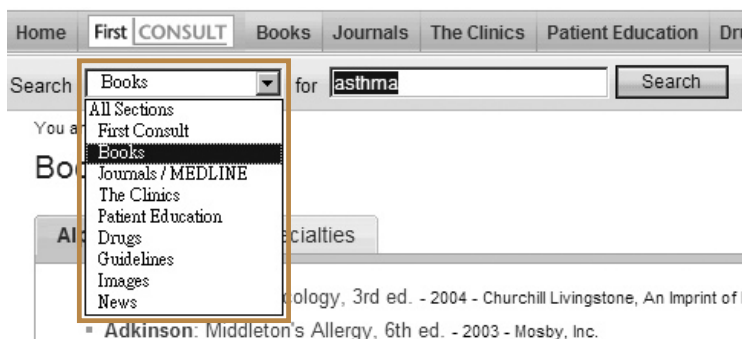 Home First CONSULT Books Journals The Clinics Patient Education
Search Books for asthma Search
All Sections
You
First Consult
Books
Journals / MEDLINE
The Clinics
Patient Education
Drugs
Guidelines
Images
News
3rd ed. - 2004 - Churchill Livingstone, An Imprint of
Adkinson: Middleton's Allergy, 6th ed. - 2003 - Mosby, Inc.